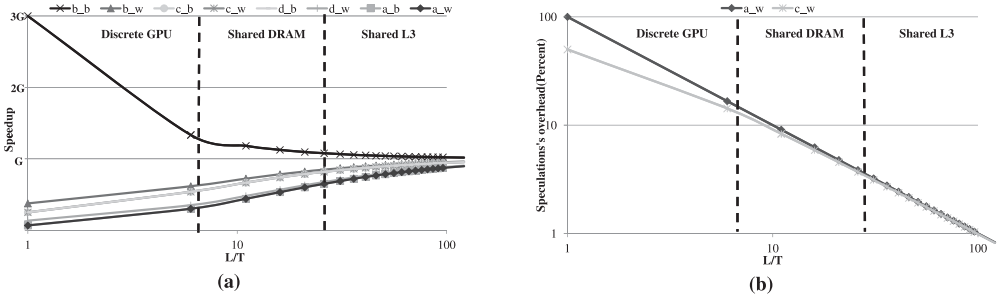 b_b b_w c_b c_w d_b d_w a_b a_w
3G
2G
G
Speedup
Discrete GPU
Shared DRAM
Shared L3
1
10
100
L/T
(a)
a_w c_w
100
10
1
Speculations's overhead(Percent)
Discrete GPU
Shared DRAM
Shared L3
1
10
100
L/T
(b)